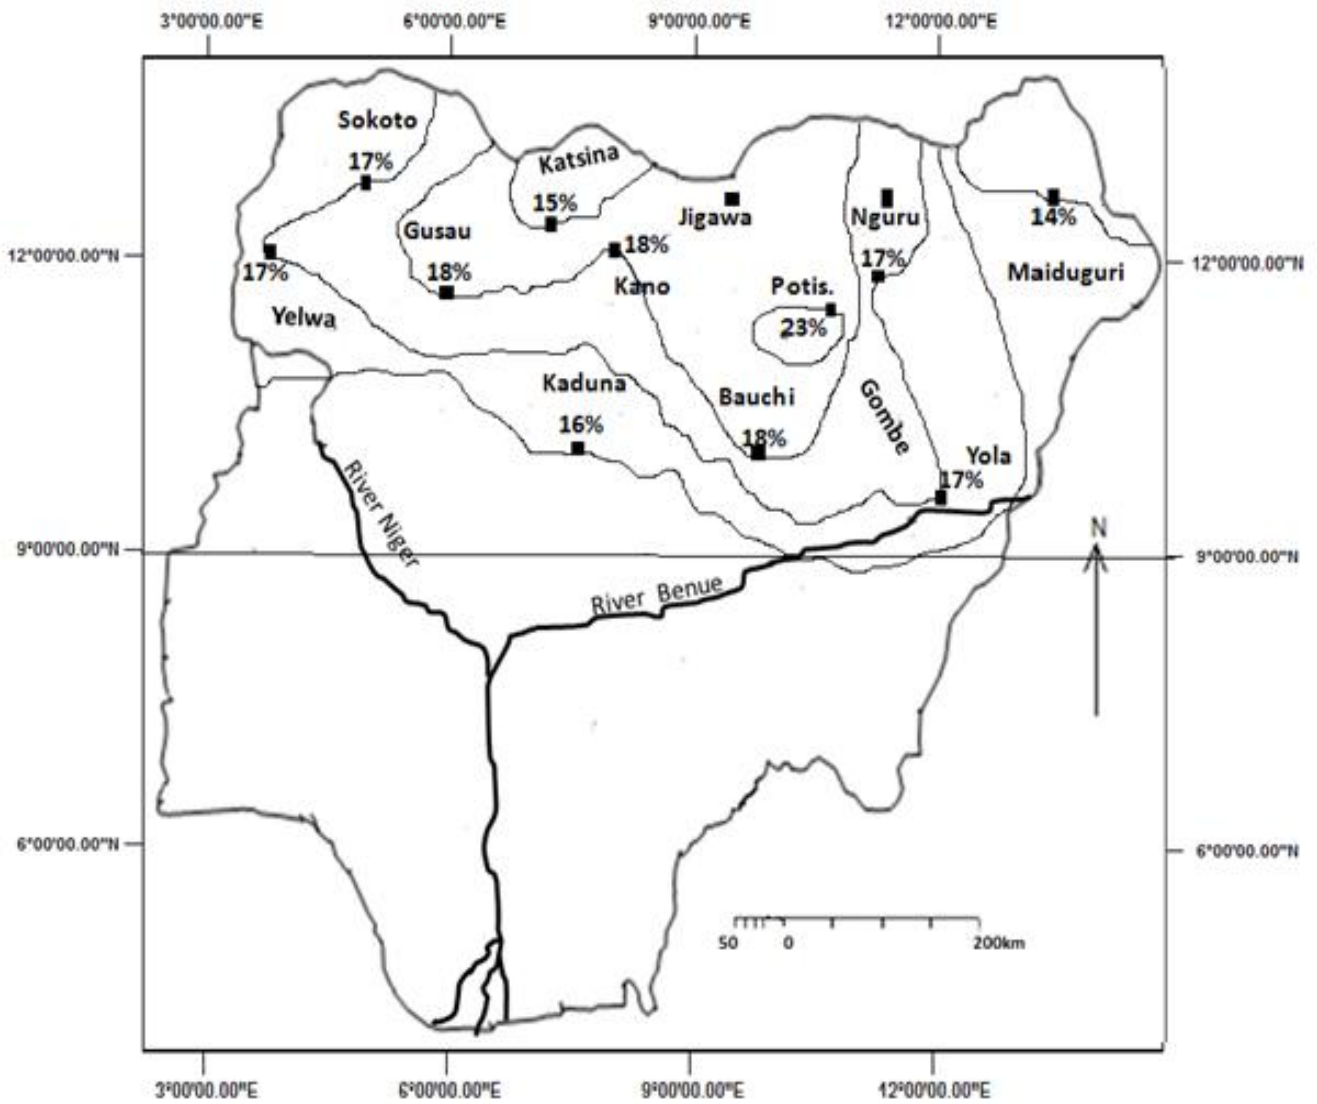 3°00'00.00"E 6°00'00.00"E 9°00'00.00"E 12°00'00.00"E
Sokoto
17%
Katsina
15%
Jigawa
Nguru
14%
Gusau
18%
12°00'00.00"N
12°00'00.00"N
17%
18%
Kano
17%
Maiduguri
Potis.
23%
Yelwa
Kaduna
16%
Bauchi
18%
Gombe
Yola
17%
River Niger
N
9°00'00.00"N
9°00'00.00"N
River Benue
6°00'00.00"N
6°00'00.00"N
50 0 200km
3°00'00.00"E 6°00'00.00"E 9°00'00.00"E 12°00'00.00"E